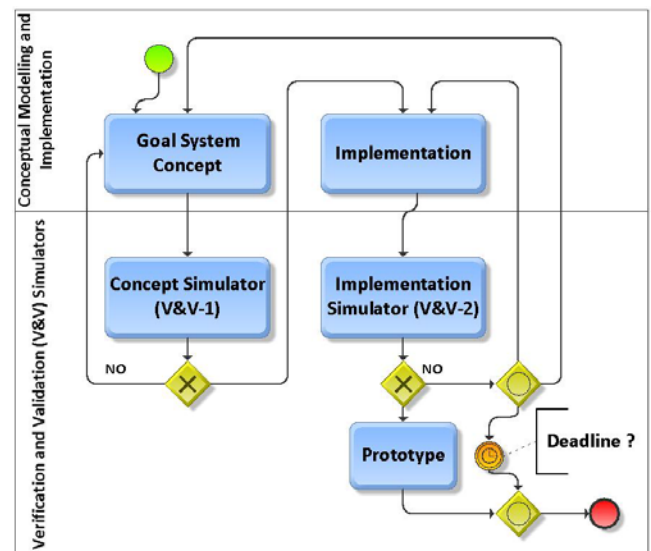 Conceptual Modelling and
Implementation
Goal System
Concept
Implementation
Verification and Validation (V&V) Simulators
Concept Simulator
(V&V-1)
Implementation
Simulator (V&V-2)
NO
NO
Prototype
Deadline ?